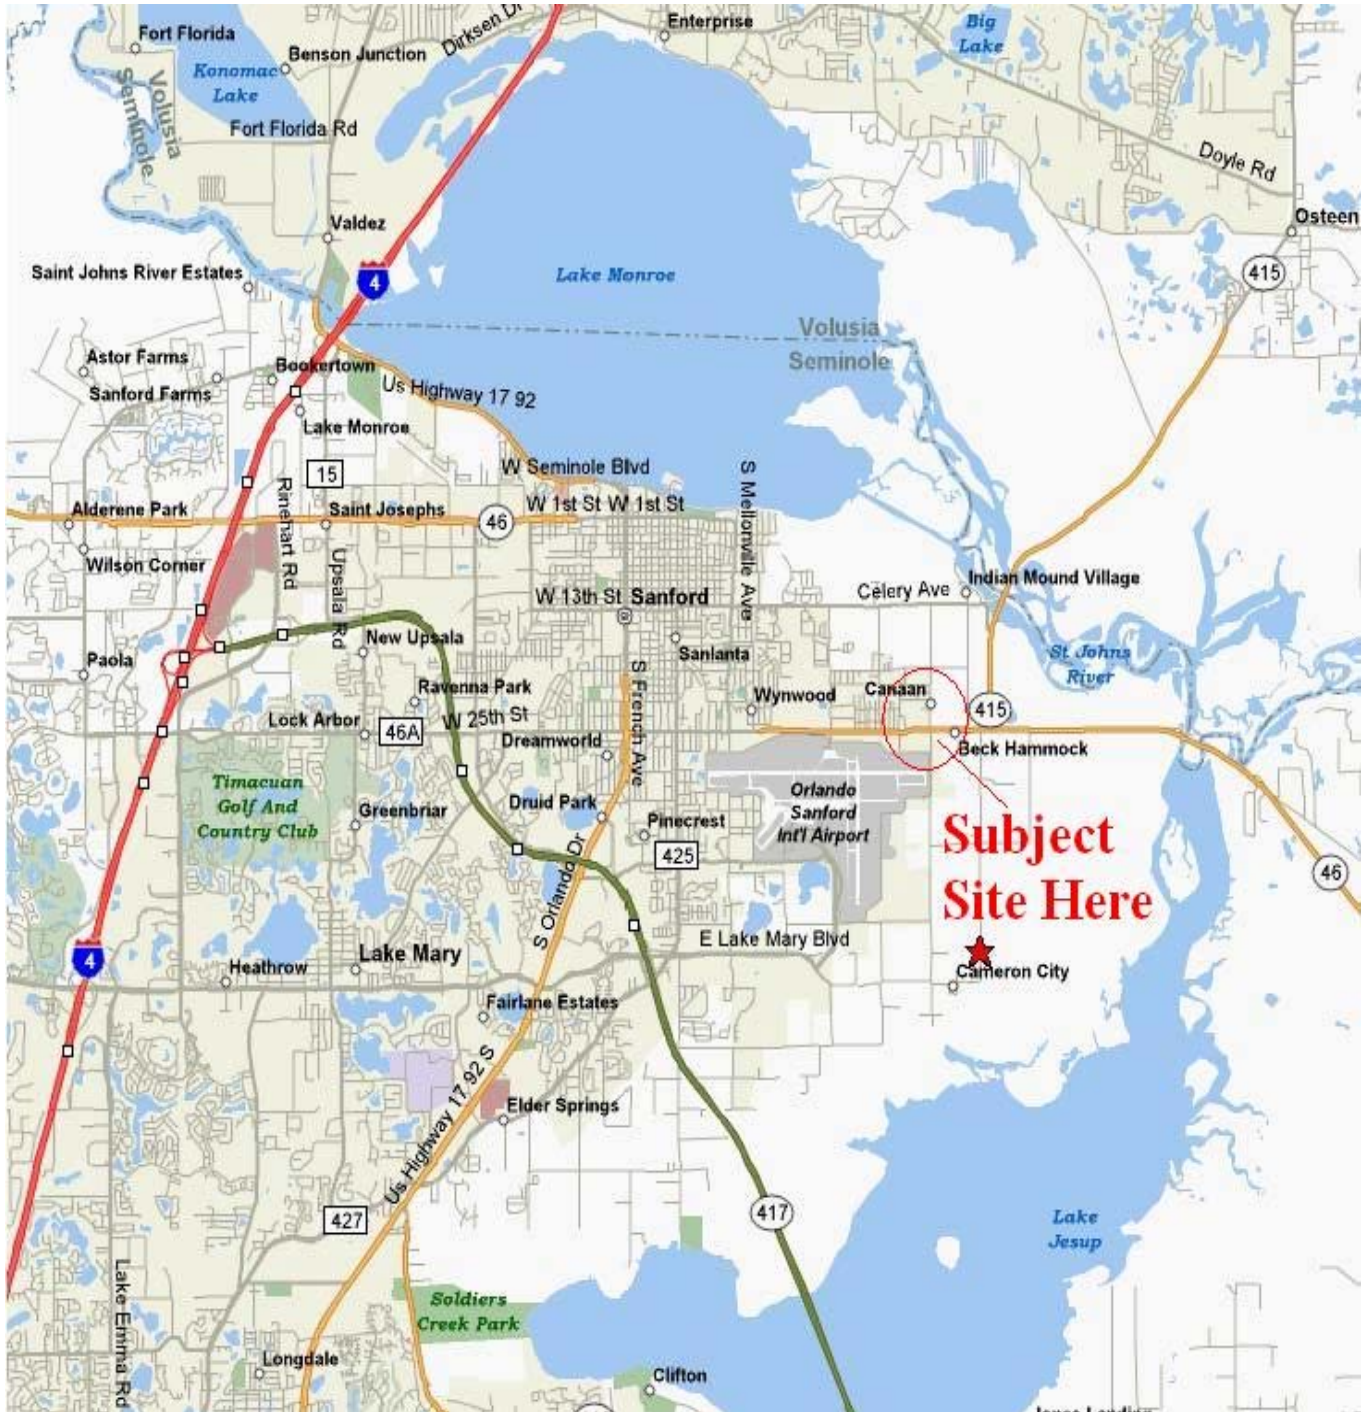 Fort Florida
Enterprise
Dirksen Dr
Big
Lake
Benson Junction
Konomac
Lake
Volusia
Seminole
Fort Florida Rd
Doyle Rd
Valdez
Osteen
Saint Johns River Estates
Lake Monroe
415
4
Volusia
Seminole
Astor Farms
Bookertown
Sanford Farms
Us Highway 17 92
Lake Monroe
W Seminole Blvd
S Mellonville Ave
15
Rinehart Rd
Alderene Park
Saint Josephs
46
W 1st St W 1st St
Wilson Corner
Upsala Rd
Indian Mound Village
Celery Ave
W 13th St
Sanford
New Upsala
Sanlanta
Paola
St Johns
River
S French Ave
Ravenna Park
Wynwood
Canaan
Lock Arbor
46A
W 25th St
415
Dreamworld
Beck Hammock
Timacuan
Golf And
Country Club
Orlando
Sanford
Int'l Airport
Druid Park
Greenbriar
Pinecrest
Subject
Site Here
425
46
S Orlando Dr
E Lake Mary Blvd
4
Lake Mary
Heathrow
Cameron City
Fairlane Estates
Us Highway 17 92 S
Elder Springs
427
417
Lake
Jesup
Lake Emma Rd
Soldiers
Creek Park
Longdale
Clifton